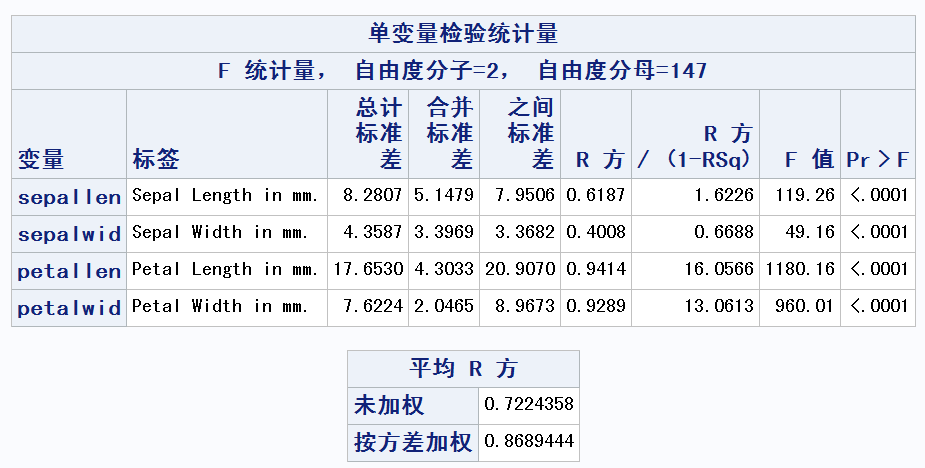 单变量检验统计量
F 统计量， 自由度分子=2， 自由度分母=147
变量 标签 总计标准差 合并标准差 之间标准差 R 方 R 方 / (1-RSq) F 值 Pr > F
sepallen Sepal Length in mm. 8.2807 5.1479 7.9506 0.6187 1.6226 119.26 <.0001
sepalwid Sepal Width in mm. 4.3587 3.3969 3.3682 0.4008 0.6688 49.16 <.0001
petallen Petal Length in mm. 17.6530 4.3033 20.9070 0.9414 16.0566 1180.16 <.0001
petalwid Petal Width in mm. 7.6224 2.0465 8.9673 0.9289 13.0613 960.01 <.0001
平均 R 方
未加权 0.7224358
按方差加权 0.8689444